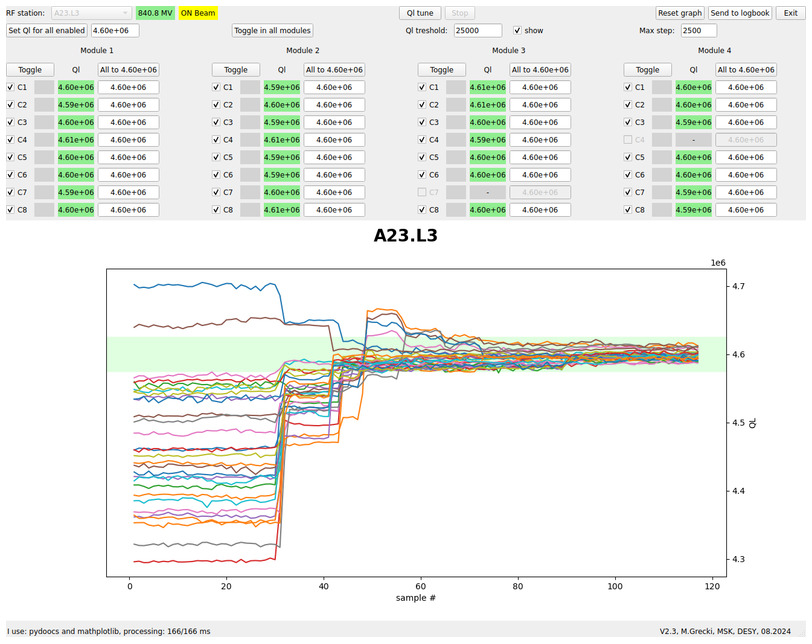 RF station: A23.L3 840.8 MV ON Beam Ql tune Stop Reset graph Send to logbook Exit
Set Ql for all enabled 4.60e+06 Toggle in all modules Ql treshold: 25000 show Max step: 2500
Module 1 Module 2 Module 3 Module 4
Toggle Ql All to 4.60e+06 Toggle Ql All to 4.60e+06 Toggle Ql All to 4.60e+06 Toggle Ql All to 4.60e+06
C1 4.60e+06 4.60e+06 C1 4.59e+06 4.60e+06 C1 4.61e+06 4.60e+06 C1 4.60e+06 4.60e+06
C2 4.59e+06 4.60e+06 C2 4.60e+06 4.60e+06 C2 4.61e+06 4.60e+06 C2 4.60e+06 4.60e+06
C3 4.60e+06 4.60e+06 C3 4.59e+06 4.60e+06 C3 4.60e+06 4.60e+06 C3 4.59e+06 4.60e+06
C4 4.61e+06 4.60e+06 C4 4.61e+06 4.60e+06 C4 4.59e+06 4.60e+06 C4 - 4.60e+06
C5 4.60e+06 4.60e+06 C5 4.59e+06 4.60e+06 C5 4.60e+06 4.60e+06 C5 4.60e+06 4.60e+06
C6 4.60e+06 4.60e+06 C6 4.59e+06 4.60e+06 C6 4.60e+06 4.60e+06 C6 4.60e+06 4.60e+06
C7 4.59e+06 4.60e+06 C7 4.60e+06 4.60e+06 C7 - 4.60e+06 C7 4.59e+06 4.60e+06
C8 4.60e+06 4.60e+06 C8 4.61e+06 4.60e+06 C8 4.60e+06 4.60e+06 C8 4.59e+06 4.60e+06
A23.L3
1e6
4.7
4.6
4.5
QL
4.4
4.3
0 20 40 60 80 100 120
sample #
I use: pydoocs and mathplotlib, processing: 166/166 ms V2.3, M.Grecki, MSK, DESY, 08.2024